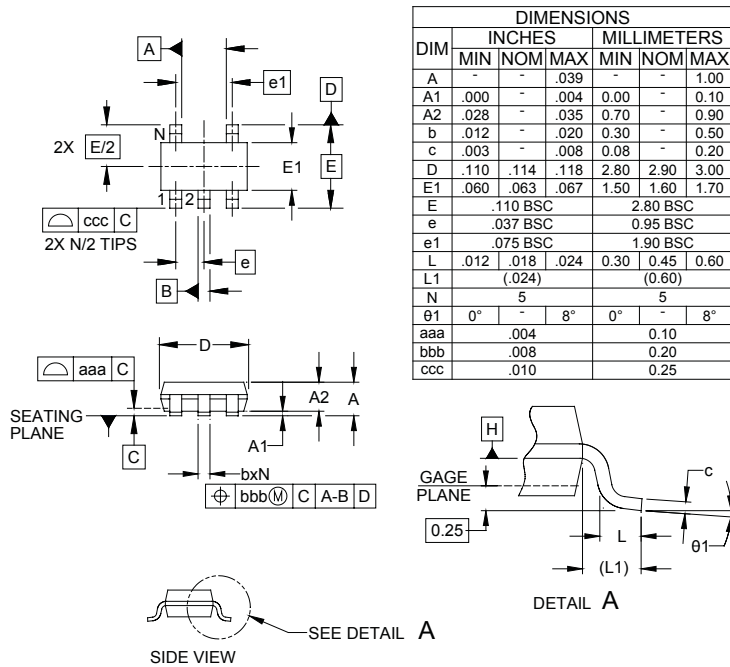 A
e1
D
N
2X E/2
E1
E
1 2
⌓ ccc C
2X N/2 TIPS
e
B
D
⌓ aaa C
A2
A
SEATING
PLANE
A1
C
bxN
⌖ bbbⓂ C A-B D
SIDE VIEW
SEE DETAIL A
DIMENSIONS
DIM INCHES MILLIMETERS
MIN NOM MAX MIN NOM MAX
A - - .039 - - 1.00
A1 .000 - .004 0.00 - 0.10
A2 .028 - .035 0.70 - 0.90
b .012 - .020 0.30 - 0.50
c .003 - .008 0.08 - 0.20
D .110 .114 .118 2.80 2.90 3.00
E1 .060 .063 .067 1.50 1.60 1.70
E .110 BSC 2.80 BSC
e .037 BSC 0.95 BSC
e1 .075 BSC 1.90 BSC
L .012 .018 .024 0.30 0.45 0.60
L1 (.024) (0.60)
N 5 5
θ1 0° - 8° 0° - 8°
aaa .004 0.10
bbb .008 0.20
ccc .010 0.25
H
GAGE
PLANE
0.25
c
L
θ1
(L1)
DETAIL A